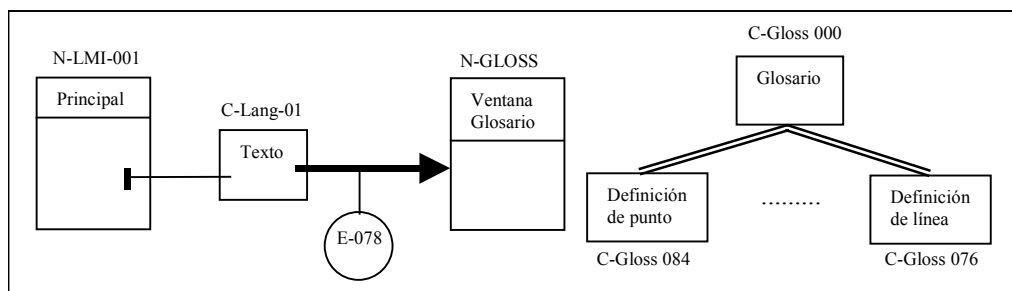 N-LMI-001
Principal
C-Lang-01
Texto
E-078
N-GLOSS
Ventana
Glosario
C-Gloss 000
Glosario
Definición
de punto
C-Gloss 084
.........
Definición
de línea
C-Gloss 076